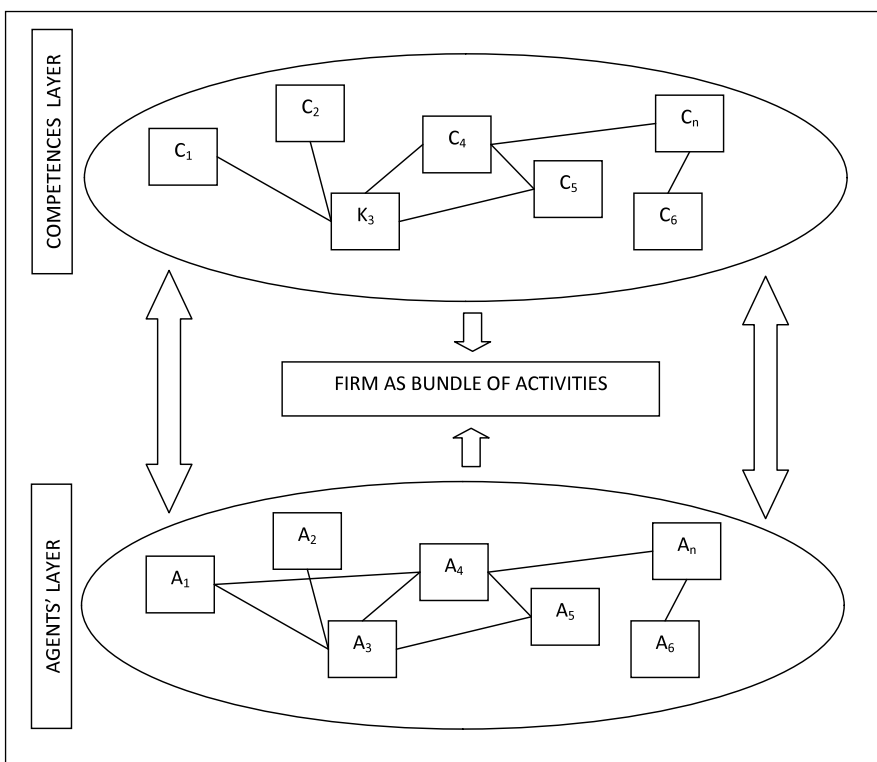 COMPETENCES LAYER
C1
C2
C4
Cn
K3
C5
C6
FIRM AS BUNDLE OF ACTIVITIES
AGENTS' LAYER
A1
A2
A4
An
A3
A5
A6